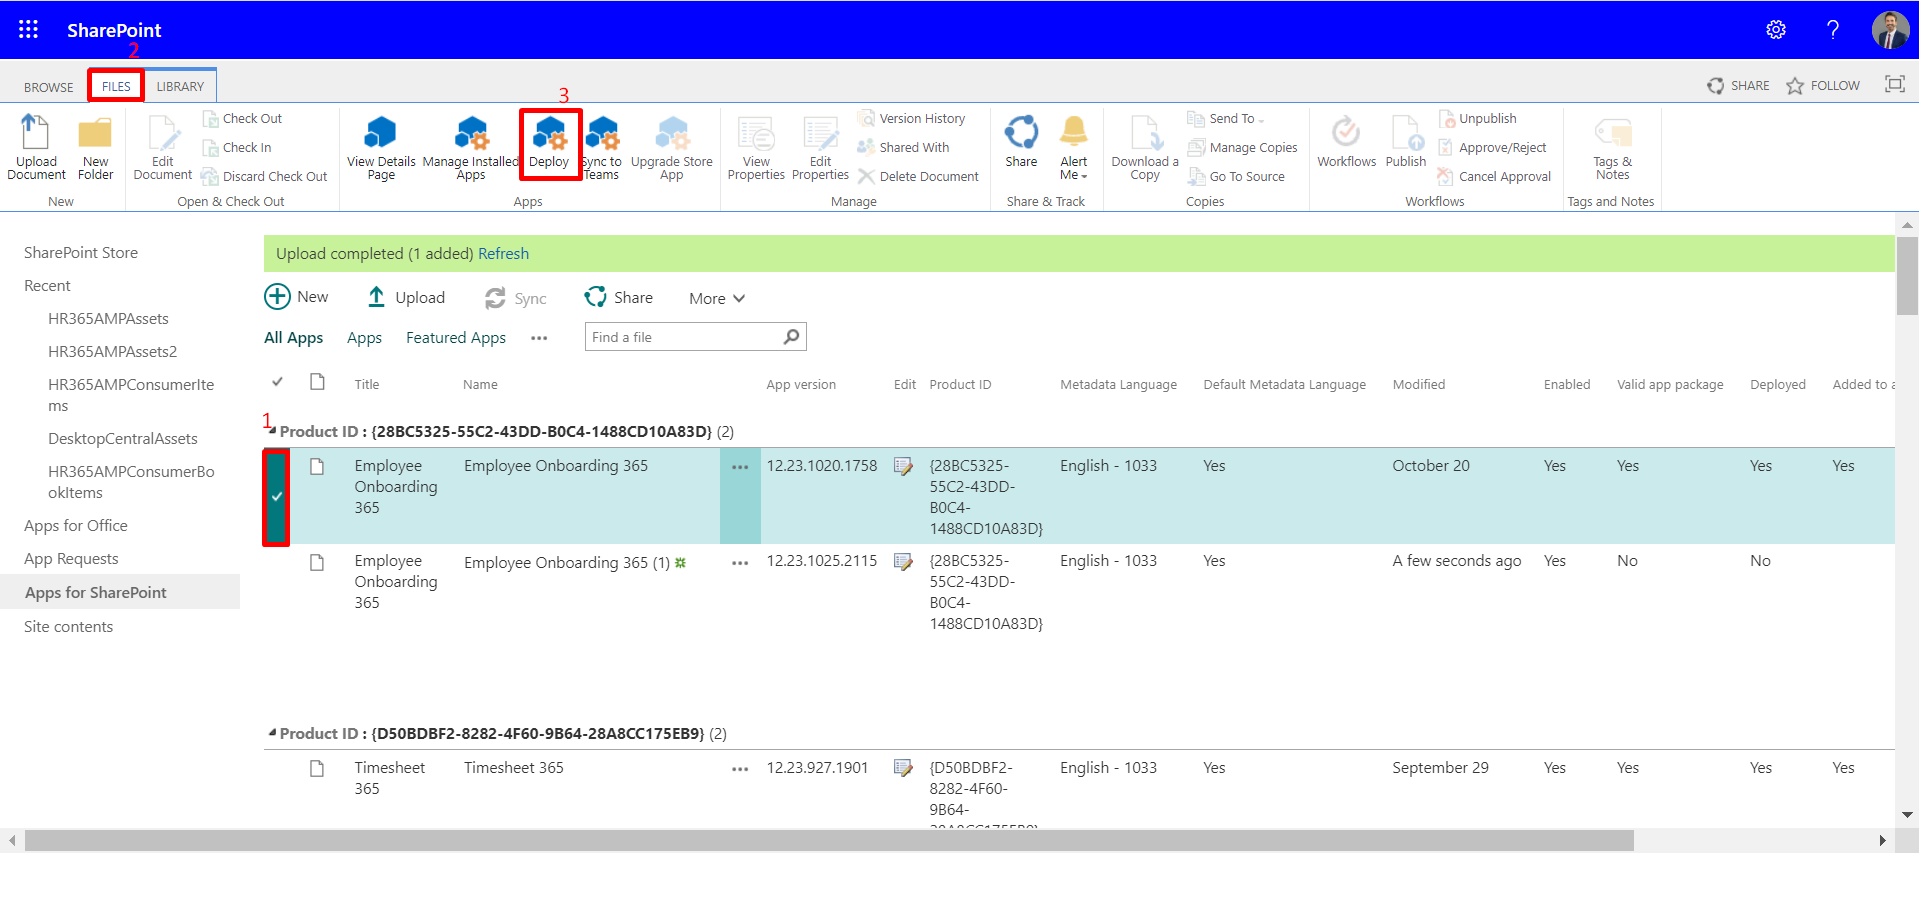 SharePoint
2
BROWSE
FILES
LIBRARY
SHARE
FOLLOW
3
Upload
Document
New
Folder
New
Edit
Document
Check Out
Check In
Discard Check Out
Open & Check Out
View Details
Page
Manage Installed
Apps
Deploy
Sync to
Teams
Upgrade Store
App
Apps
View
Properties
Edit
Properties
Version History
Shared With
Delete Document
Manage
Share
Alert
Me
Share & Track
Download a
Copy
Send To
Manage Copies
Go To Source
Copies
Workflows
Publish
Unpublish
Approve/Reject
Cancel Approval
Workflows
Tags &
Notes
Tags and Notes
SharePoint Store
Recent
HR365AMPAssets
HR365AMPAssets2
HR365AMPConsumerIte
ms
DesktopCentralAssets
HR365AMPConsumerBo
okItems
Apps for Office
App Requests
Apps for SharePoint
Site contents
Upload completed (1 added) Refresh
New
Upload
Sync
Share
More
All Apps
Apps
Featured Apps
Find a file
Title
Name
App version
Edit
Product ID
Metadata Language
Default Metadata Language
Modified
Enabled
Valid app package
Deployed
Added to a
1
Product ID : {28BC5325-55C2-43DD-B0C4-1488CD10A83D} (2)
Employee
Onboarding
365
Employee Onboarding 365
12.23.1020.1758
{28BC5325-
55C2-43DD-
B0C4-
1488CD10A83D}
English - 1033
Yes
October 20
Yes
Yes
Yes
Yes
Employee
Onboarding
365
Employee Onboarding 365 (1)
12.23.1025.2115
{28BC5325-
55C2-43DD-
B0C4-
1488CD10A83D}
English - 1033
Yes
A few seconds ago
Yes
No
No
Product ID : {D50BDBF2-8282-4F60-9B64-28A8CC175EB9} (2)
Timesheet
365
Timesheet 365
12.23.927.1901
{D50BDBF2-
8282-4F60-
9B64-
28A8CC175EB9}
English - 1033
Yes
September 29
Yes
Yes
Yes
Yes